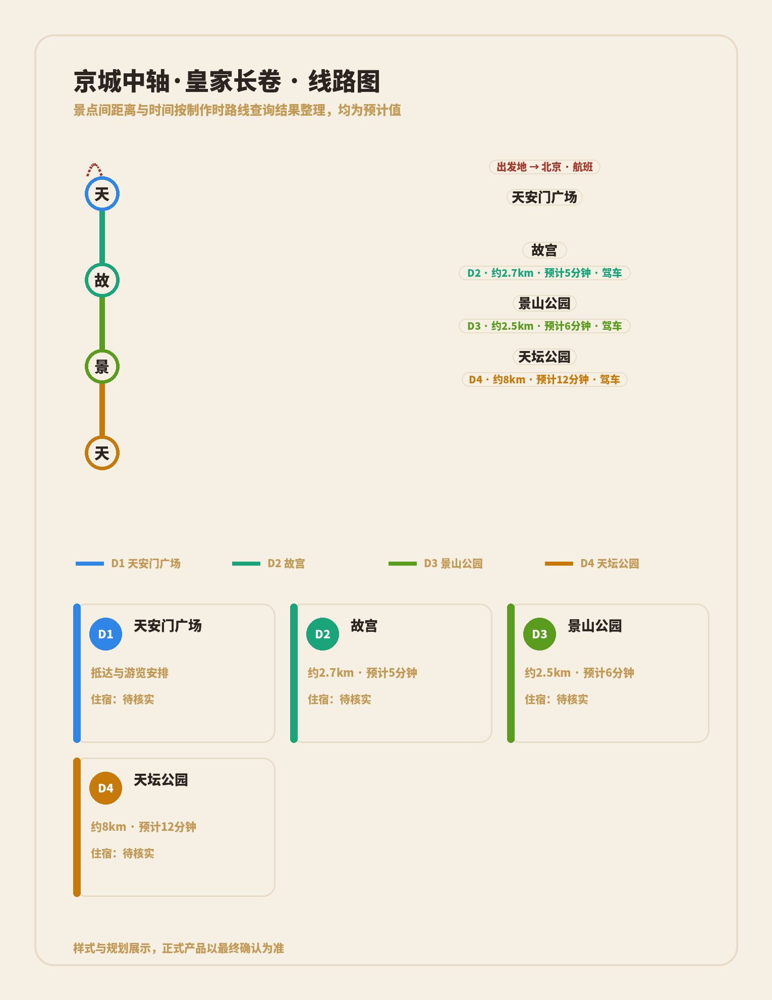 京城中轴·皇家长卷 · 线路图
景点间距离与时间按制作时路线查询结果整理，均为预计值
出发地 → 北京 · 航班
天
天安门广场
故宫
故
D2 · 约2.7km · 预计5分钟 · 驾车
景山公园
D3 · 约2.5km · 预计6分钟 · 驾车
景
天坛公园
D4 · 约8km · 预计12分钟 · 驾车
天
D1 天安门广场
D2 故宫
D3 景山公园
D4 天坛公园
D1
天安门广场
抵达与游览安排
住宿：待核实
D2
故宫
约2.7km · 预计5分钟
住宿：待核实
D3
景山公园
约2.5km · 预计6分钟
住宿：待核实
D4
天坛公园
约8km · 预计12分钟
住宿：待核实
样式与规划展示，正式产品以最终确认为准